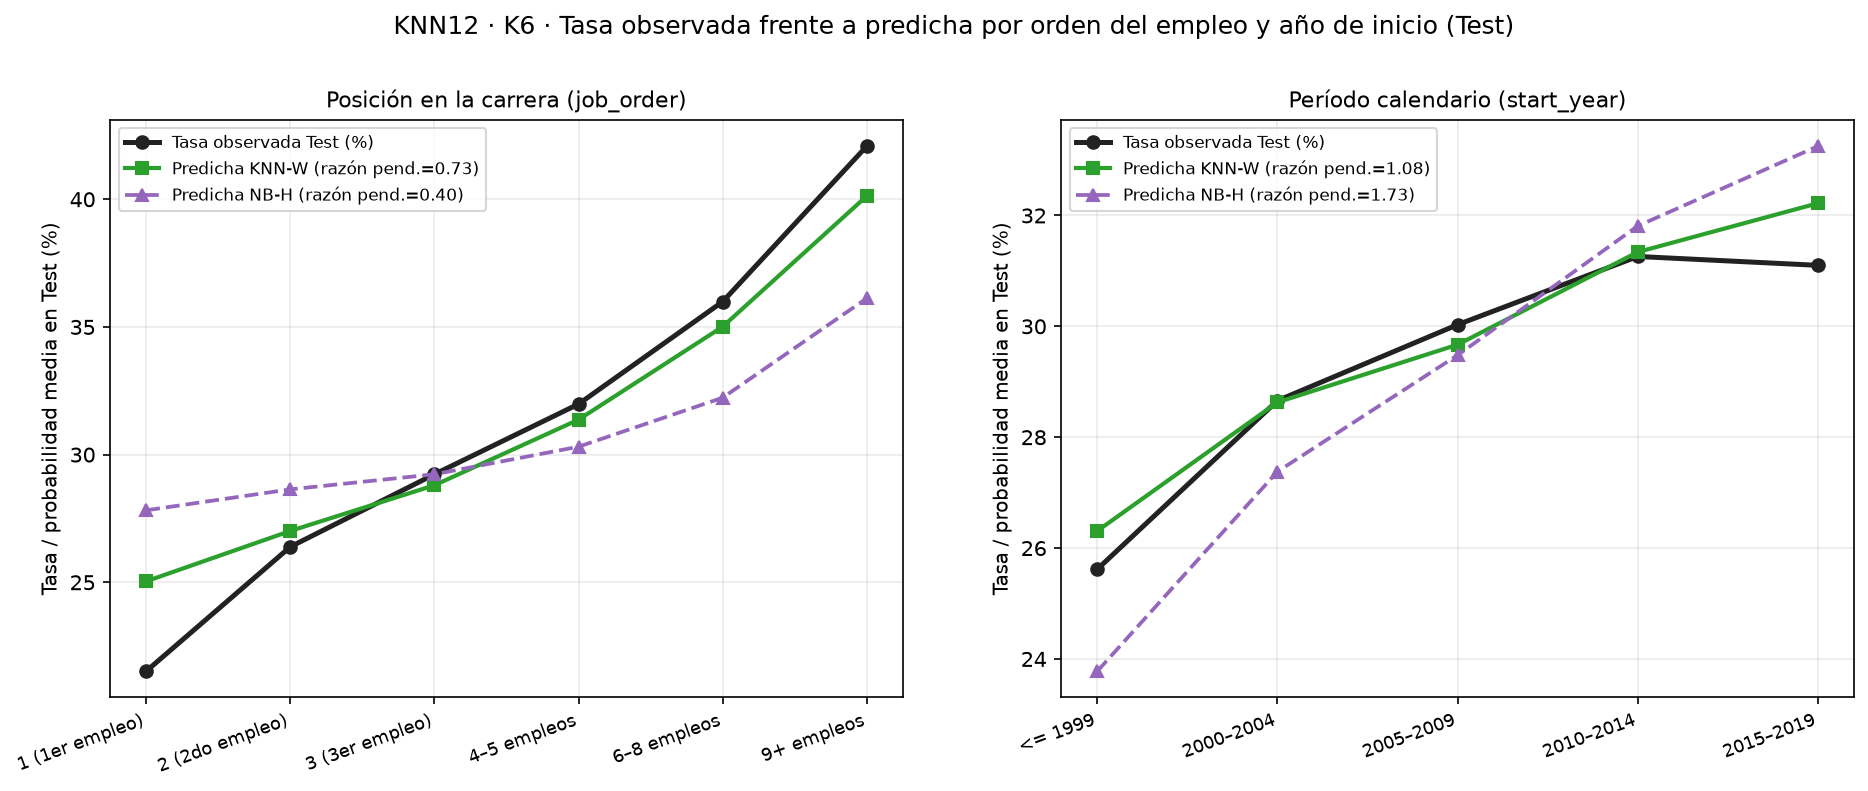 KNN12 · K6 · Tasa observada frente a predicha por orden del empleo y año de inicio (Test)
Posición en la carrera (job_order)
Tasa observada Test (%)
Predicha KNN-W (razón pend.=0.73)
Predicha NB-H (razón pend.=0.40)
Tasa / probabilidad media en Test (%)
40
35
30
25
1 (1er empleo)
2 (2do empleo)
3 (3er empleo)
4–5 empleos
6–8 empleos
9+ empleos
Período calendario (start_year)
Tasa observada Test (%)
Predicha KNN-W (razón pend.=1.08)
Predicha NB-H (razón pend.=1.73)
Tasa / probabilidad media en Test (%)
32
30
28
26
24
<= 1999
2000–2004
2005–2009
2010–2014
2015–2019